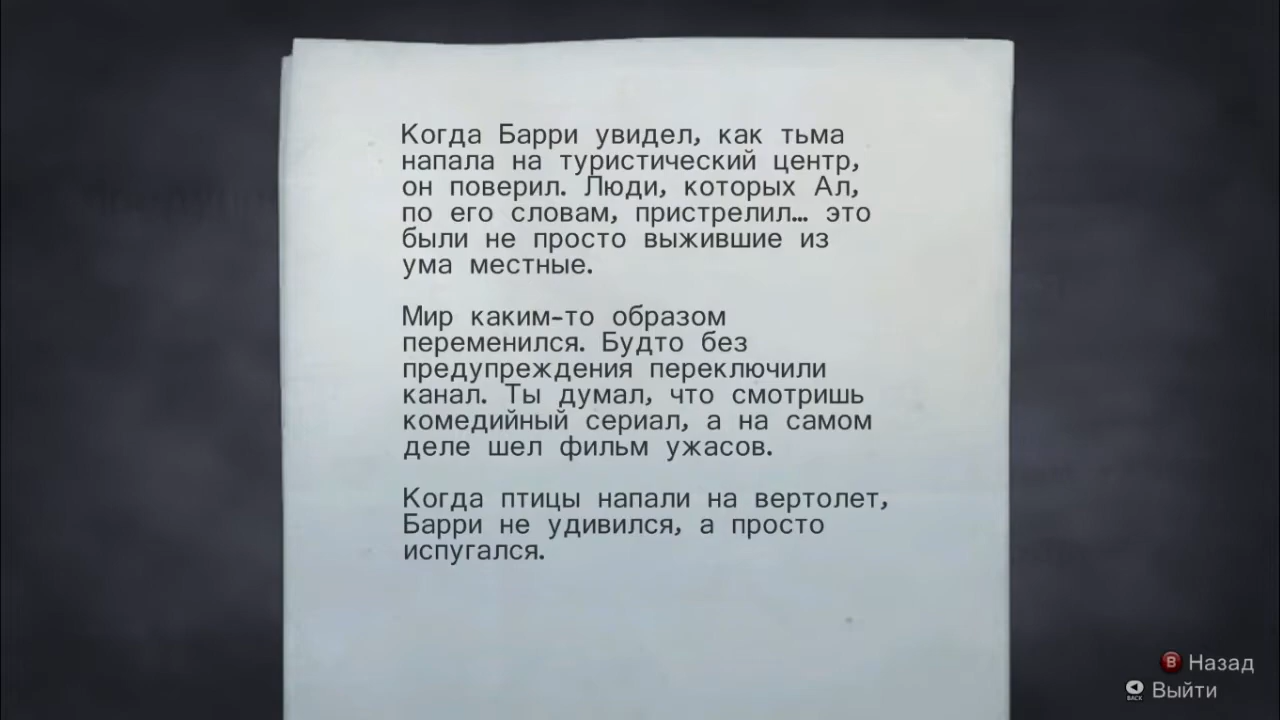 Когда Барри увидел, как тьма
напала на туристический центр,
он поверил. Люди, которых Ал,
по его словам, пристрелил… это
были не просто выжившие из
ума местные.
Мир каким-то образом
переменился. Будто без
предупреждения переключили
канал. Ты думал, что смотришь
комедийный сериал, а на самом
деле шел фильм ужасов.
Когда птицы напали на вертолет,
Барри не удивился, а просто
испугался.
B Назад
BACK Выйти